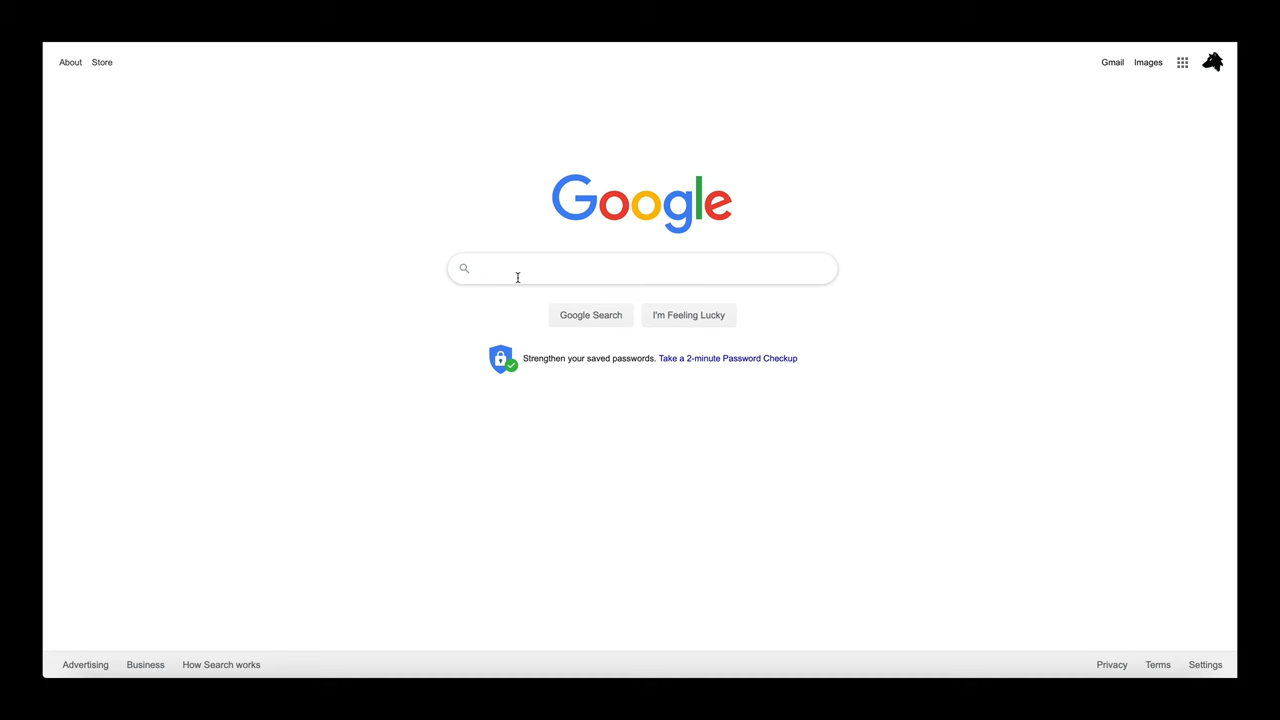 About Store
Gmail Images
Google
Google Search I'm Feeling Lucky
Strengthen your saved passwords. Take a 2-minute Password Checkup
Advertising Business How Search works
Privacy Terms Settings